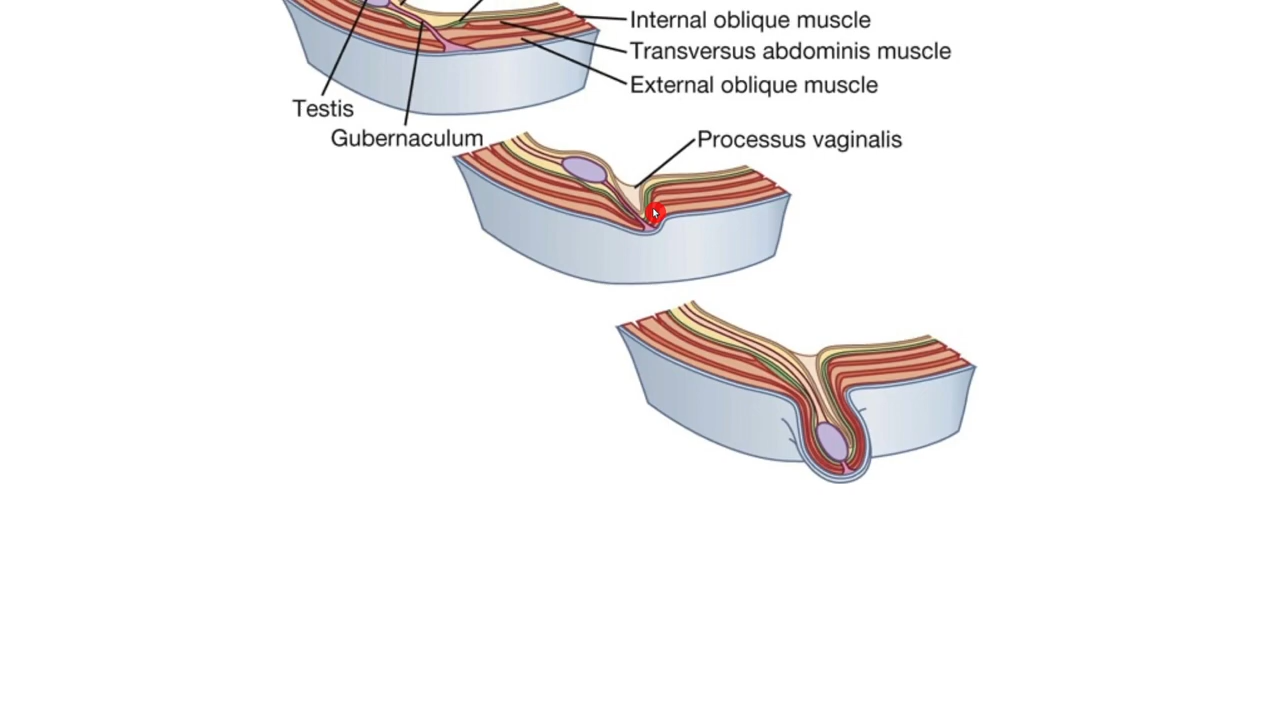 Internal oblique muscle
Transversus abdominis muscle
External oblique muscle
Testis
Gubernaculum
Processus vaginalis